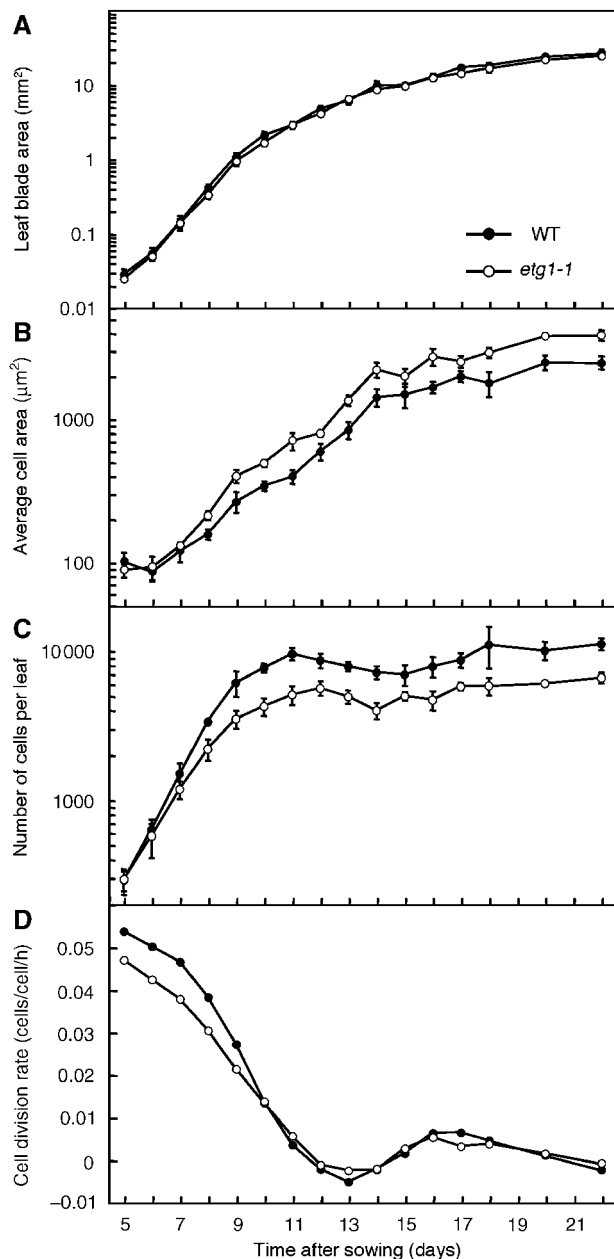 A
Leaf blade area (mm²)
10
1
0.1
0.01
WT
etg1-1
B
Average cell area (μm²)
1000
100
C
Number of cells per leaf
10 000
1000
D
Cell division rate (cells/cell/h)
0.05
0.04
0.03
0.02
0.01
0
–0.01
5 7 9 11 13 15 17 19 21
Time after sowing (days)